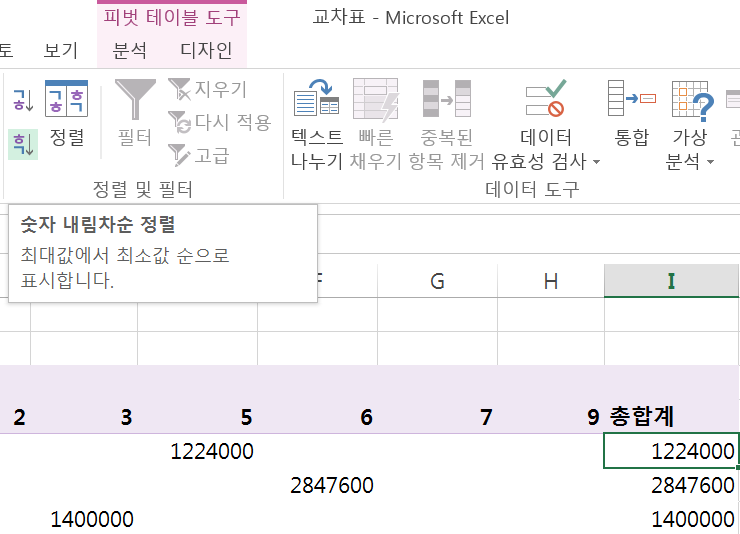 피벗 테이블 도구
교차표 - Microsoft Excel
토 보기 분석 디자인
정렬
필터
지우기
다시 적용
고급
정렬 및 필터
텍스트
나누기
빠른
채우기
중복된
항목 제거
데이터
유효성 검사
통합
가상
분석
데이터 도구
숫자 내림차순 정렬
최대값에서 최소값 순으로
표시합니다.
F G H I
2 3 5 6 7 9 총합계
1224000 1224000
2847600 2847600
1400000 1400000